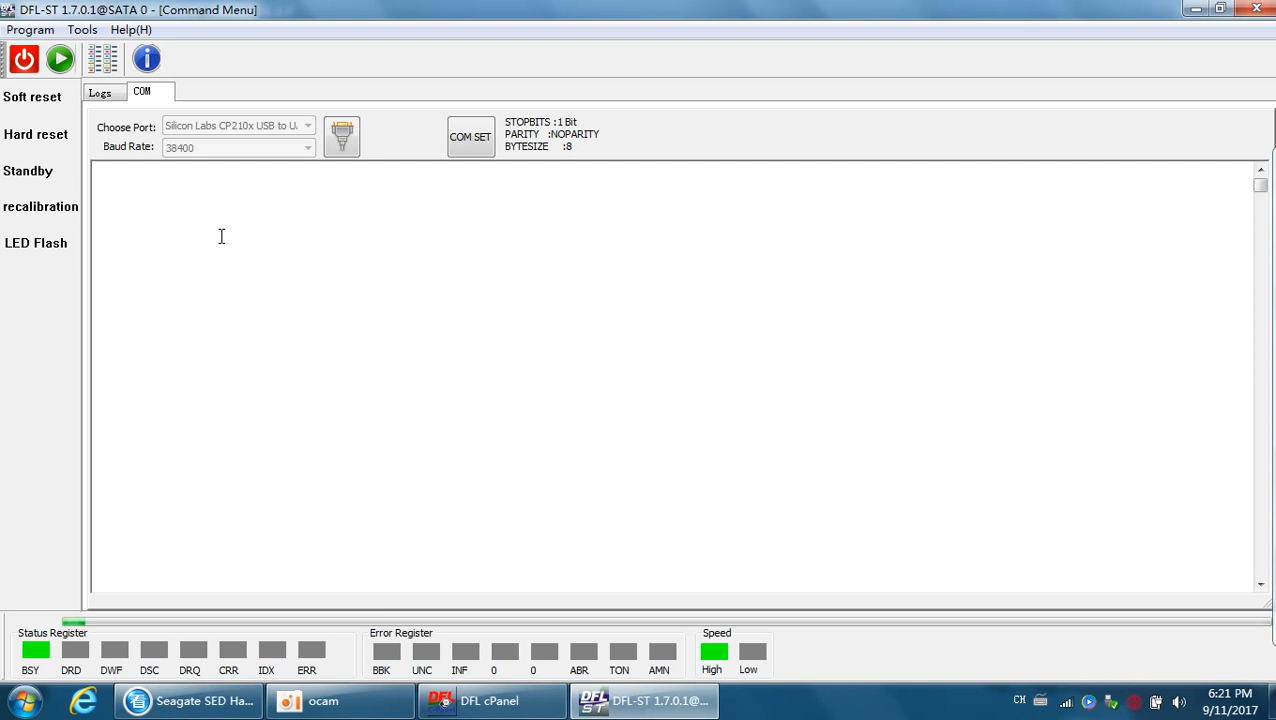 DFL-ST 1.7.0.1@SATA 0 - [Command Menu]
Program Tools Help(H)
Soft reset
Hard reset
Standby
recalibration
LED Flash
Logs COM
Choose Port: Silicon Labs CP210x USB to U.
Baud Rate: 38400
COM SET
STOPBITS :1 Bit
PARITY :NOPARITY
BYTESIZE :8
Status Register Error Register Speed
BSY DRD DWF DSC DRQ CRR IDX ERR BBK UNC INF 0 0 ABR TON AMN High Low
Seagate SED Ha... ocam DFL cPanel DFL-ST 1.7.0.1@... CH 6:21 PM
9/11/2017